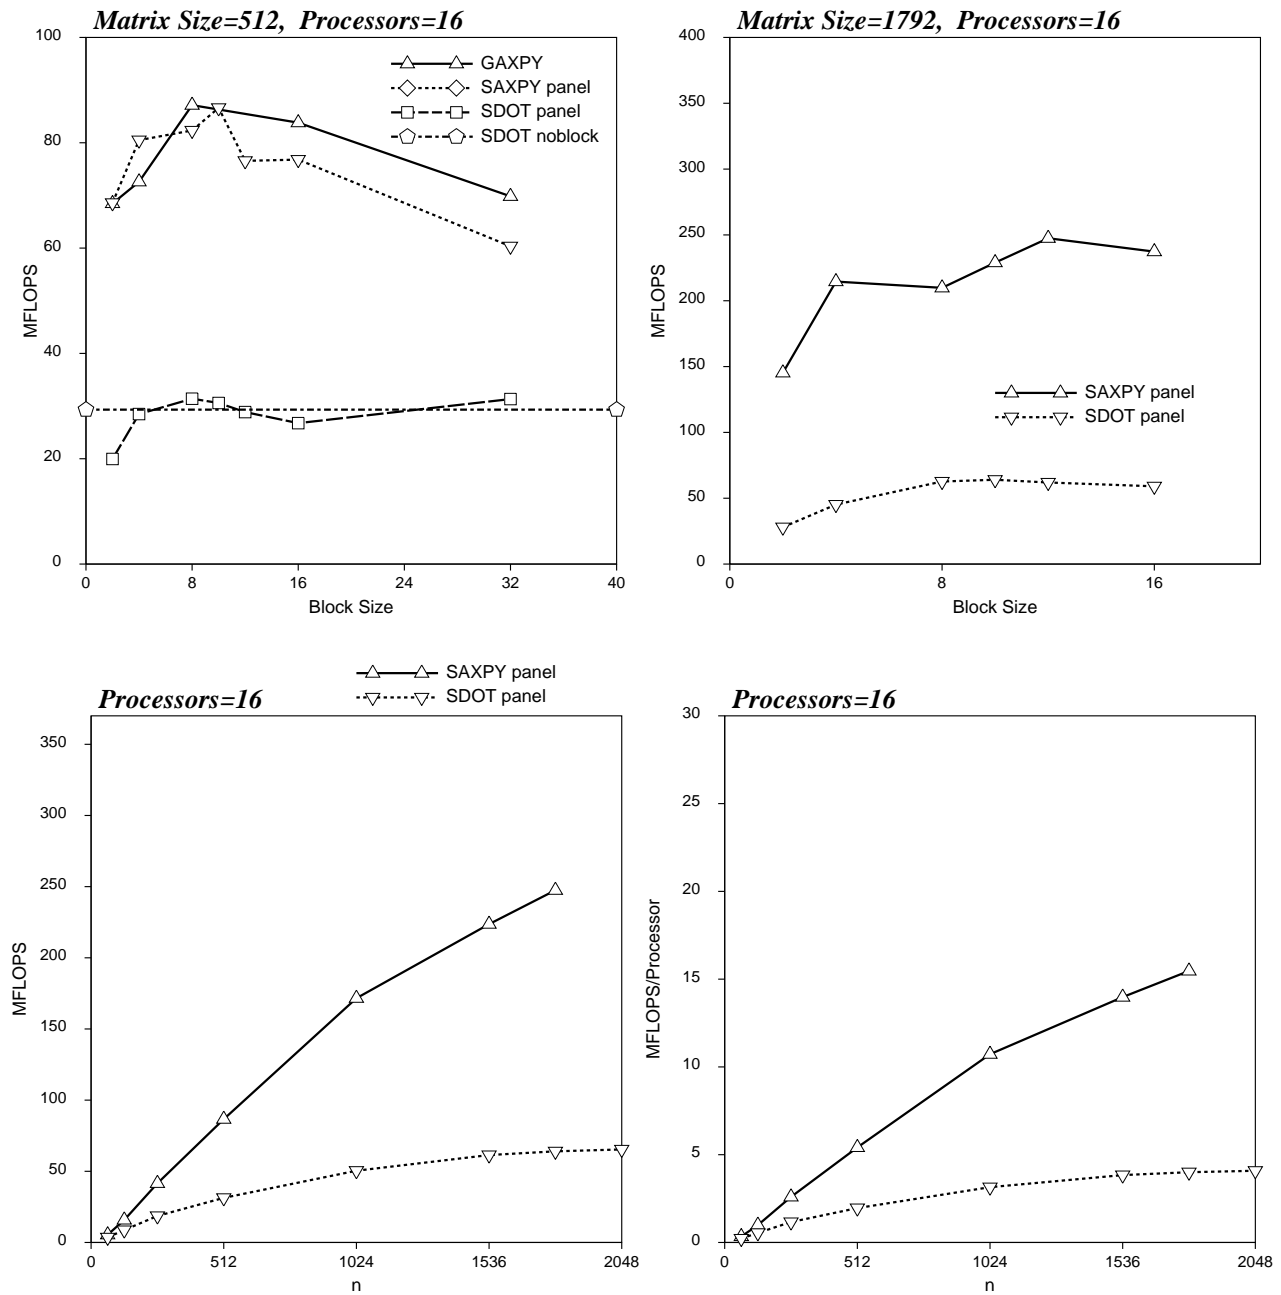 Matrix Size=512, Processors=16
100
80
60
40
20
0
MFLOPS
GAXPY
SAXPY panel
SDOT panel
SDOT noblock
0 8 16 24 32 40
Block Size
Matrix Size=1792, Processors=16
400
350
300
250
200
150
100
50
0
MFLOPS
SAXPY panel
SDOT panel
0 8 16
Block Size
SAXPY panel
SDOT panel
Processors=16
350
300
250
200
150
100
50
0
MFLOPS
0 512 1024 1536 2048
n
Processors=16
30
25
20
15
10
5
0
MFLOPS/Processor
0 512 1024 1536 2048
n